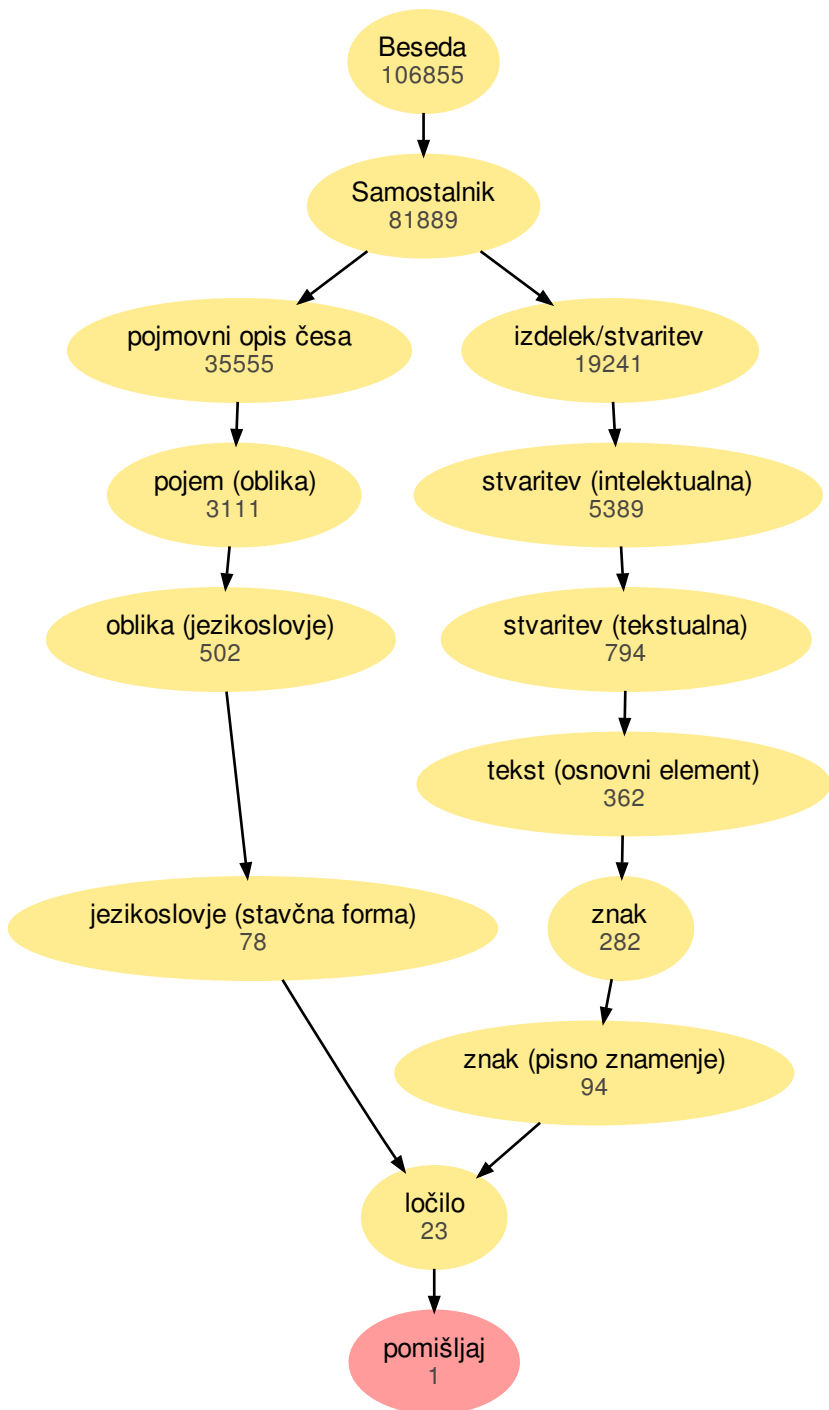 Beseda
106855
Samostalnik
81889
pojmovni opis česa
35555
izdelek/stvaritev
19241
pojem (oblika)
3111
stvaritev (intelektualna)
5389
oblika (jezikoslovje)
502
stvaritev (tekstualna)
794
tekst (osnovni element)
362
jezikoslovje (stavčna forma)
78
znak
282
znak (pisno znamenje)
94
ločilo
23
pomišljaj
1